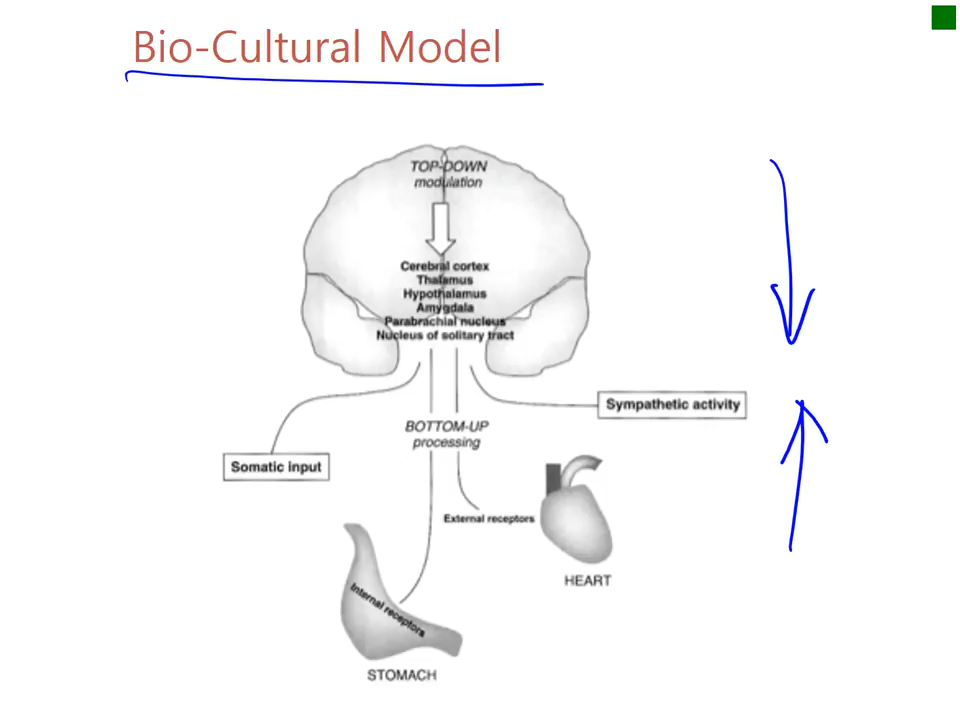 Bio-Cultural Model
TOP-DOWN
modulation
Cerebral cortex
Thalamus
Hypothalamus
Amygdala
Parabrachial nucleus
Nucleus of solitary tract
Sympathetic activity
BOTTOM-UP
processing
Somatic input
External receptors
HEART
Internal receptors
STOMACH